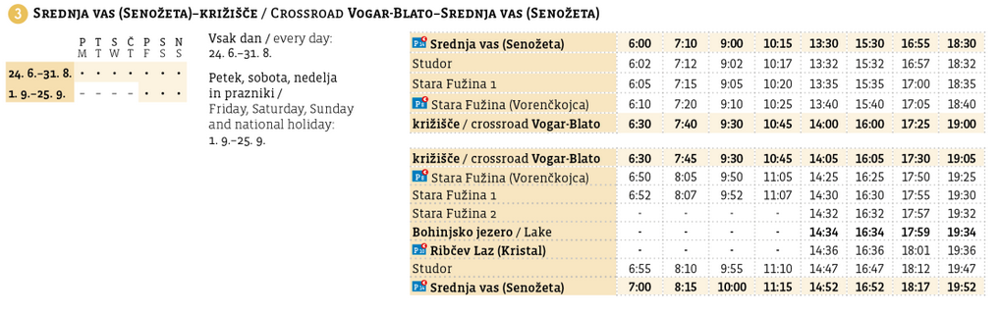 3 Srednja vas (Senožeta)–križišče / Crossroad Vogar-Blato–Srednja vas (Senožeta)
P T S Č P S N
M T W T F S S
24. 6.–31. 8. • • • • • • •
1. 9.–25. 9. – – – – • • •
Vsak dan / every day:
24. 6.–31. 8.
Petek, sobota, nedelja
in prazniki /
Friday, Saturday, Sunday
and national holiday:
1. 9.–25. 9.
Srednja vas (Senožeta) 6:00 7:10 9:00 10:15 13:30 15:30 16:55 18:30
Studor 6:02 7:12 9:02 10:17 13:32 15:32 16:57 18:32
Stara Fužina 1 6:05 7:15 9:05 10:20 13:35 15:35 17:00 18:35
Stara Fužina (Vorenčkojca) 6:10 7:20 9:10 10:25 13:40 15:40 17:05 18:40
križišče / crossroad Vogar-Blato 6:30 7:40 9:30 10:45 14:00 16:00 17:25 19:00
križišče / crossroad Vogar-Blato 6:30 7:45 9:30 10:45 14:05 16:05 17:30 19:05
Stara Fužina (Vorenčkojca) 6:50 8:05 9:50 11:05 14:25 16:25 17:50 19:25
Stara Fužina 1 6:52 8:07 9:52 11:07 14:30 16:30 17:55 19:30
Stara Fužina 2 - - - - 14:32 16:32 17:57 19:32
Bohinjsko jezero / Lake - - - - 14:34 16:34 17:59 19:34
Ribčev Laz (Kristal) - - - - 14:36 16:36 18:01 19:36
Studor 6:55 8:10 9:55 11:10 14:47 16:47 18:12 19:47
Srednja vas (Senožeta) 7:00 8:15 10:00 11:15 14:52 16:52 18:17 19:52